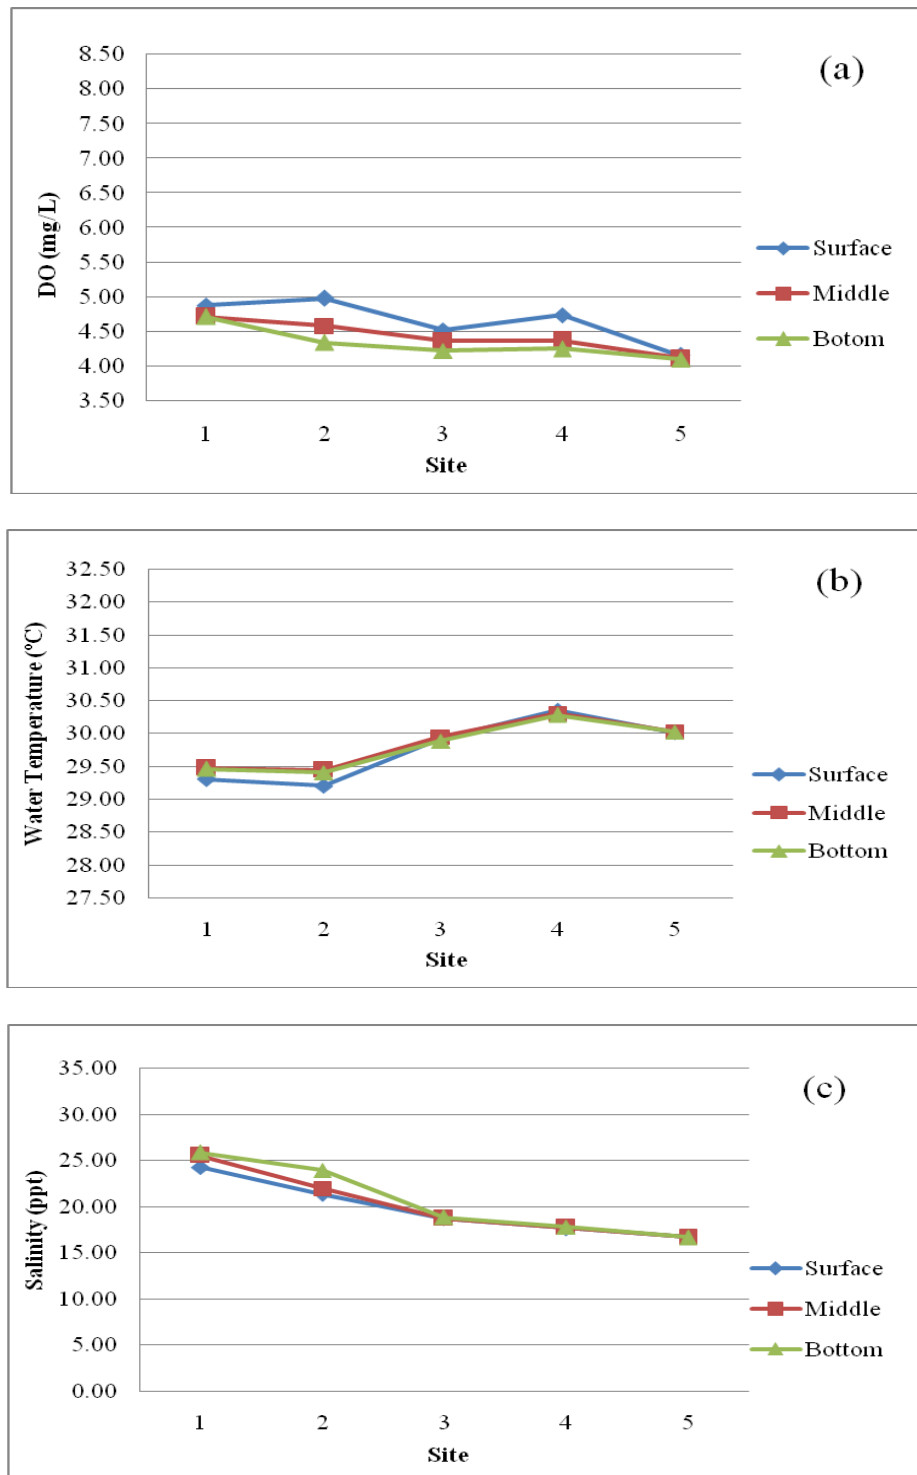 (a)
8.50
8.00
7.50
7.00
6.50
6.00
5.50
5.00
4.50
4.00
3.50
DO (mg/L)
1 2 3 4 5
Site
Surface
Middle
Botom
(b)
32.50
32.00
31.50
31.00
30.50
30.00
29.50
29.00
28.50
28.00
27.50
Water Temperature (ºC)
1 2 3 4 5
Site
Surface
Middle
Bottom
(c)
35.00
30.00
25.00
20.00
15.00
10.00
5.00
0.00
Salinity (ppt)
1 2 3 4 5
Site
Surface
Middle
Bottom